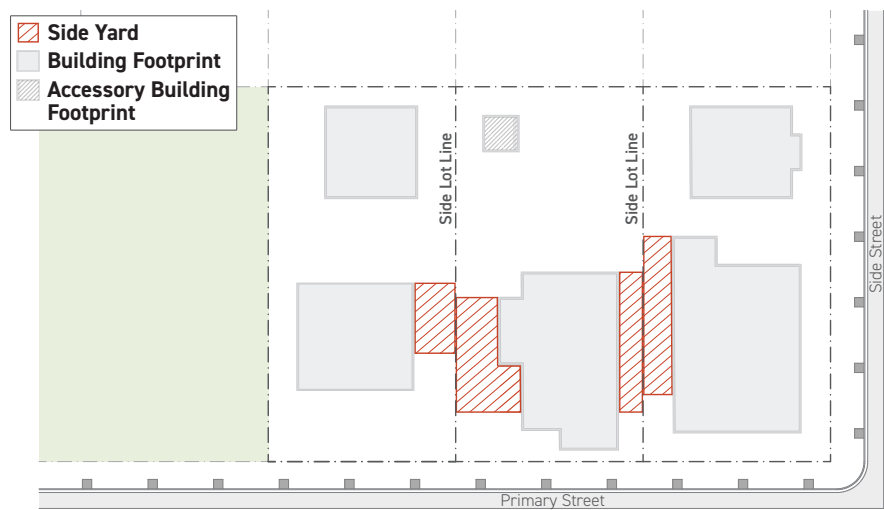 Side Yard
Building Footprint
Accessory Building
Footprint
Side Lot Line
Side Lot Line
Side Street
Primary Street